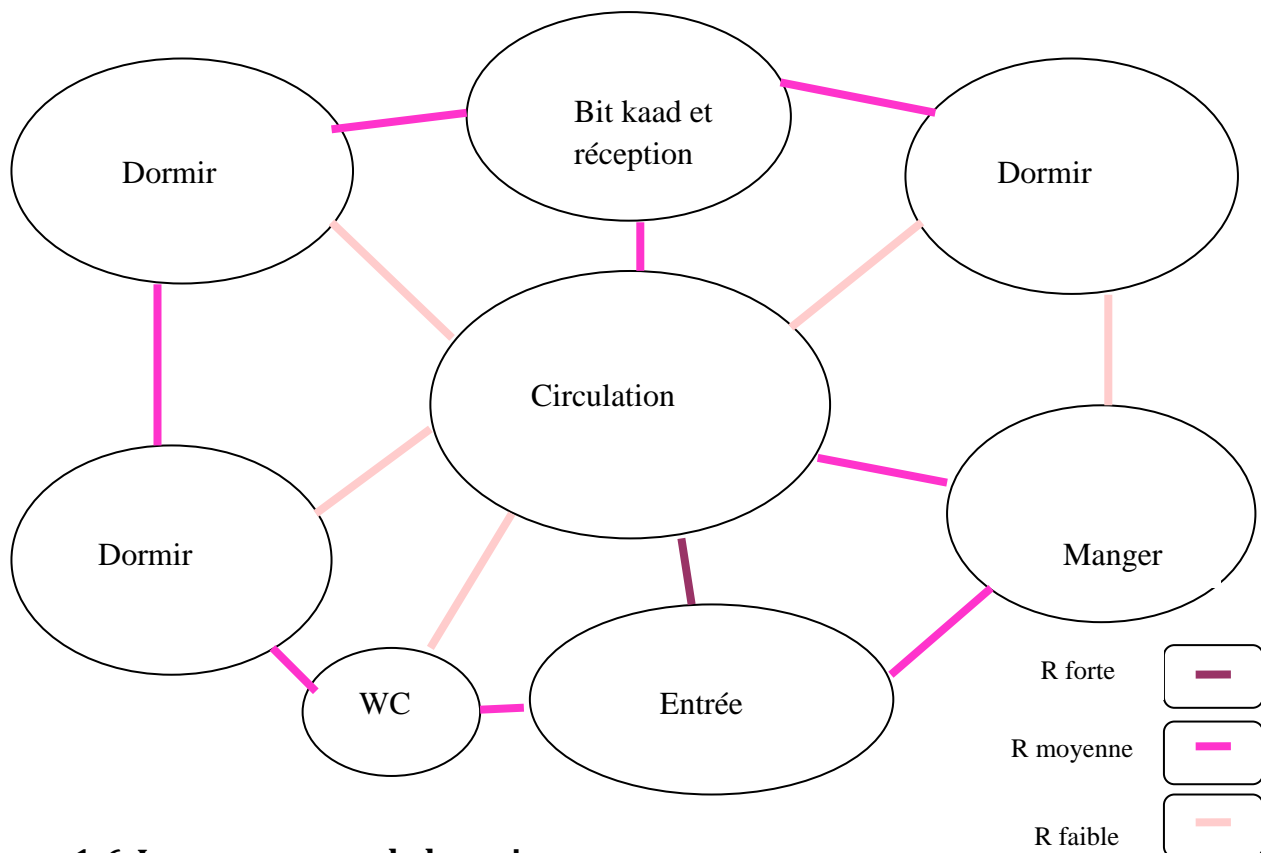 Bit kaad et
réception
Dormir
Dormir
Circulation
Dormir
Manger
WC
Entrée
R forte
R moyenne
R faible